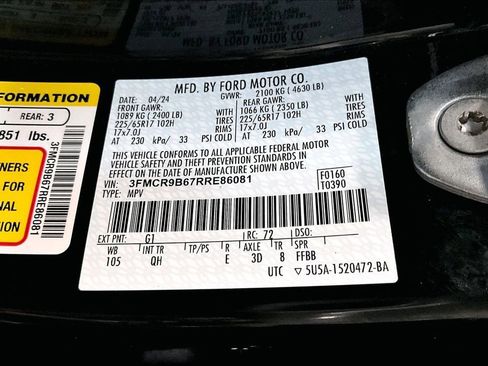 MFD. BY FORD MOTOR CO.
DATE: 04/24 GVWR: 2100 KG ( 4630 LB)
FRONT GAWR: REAR GAWR:
1089 KG ( 2400 LB) 1066 KG ( 2350 LB)
225/65R17 102H TIRES 225/65R17 102H TIRES
17x7.0J RIMS 17x7.0J RIMS
AT 230 kPa/ 33 PSI COLD AT 230 kPa/ 33 PSI COLD
THIS VEHICLE CONFORMS TO ALL APPLICABLE FEDERAL MOTOR
VEHICLE SAFETY AND THEFT PREVENTION STANDARDS IN
EFFECT ON THE DATE OF MANUFACTURE SHOWN ABOVE.
VIN: 3FMCR9B67RRE86081 F0160
TYPE: MPV T0390
EXT PNT: G1 RC: 72 DSO:
WB INT TR TP/PS R AXLE TR SPR
105 QH E 3D 8 FFBB
UTC ▽5U5A-1520472-BA
FORMATION
REAR: 3
851 lbs.
NERS
FOR
NAL
ION
3FMCR9B67RRE86081